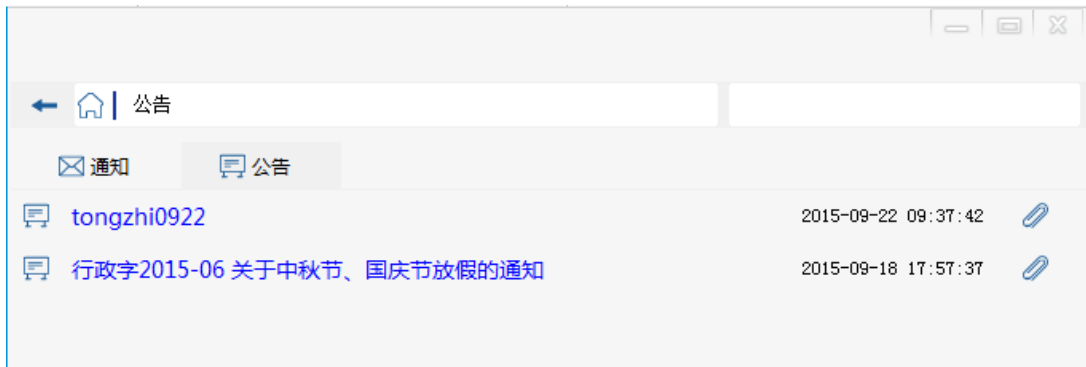 公告
通知 公告
tongzhi0922 2015-09-22 09:37:42
行政字2015-06 关于中秋节、国庆节放假的通知 2015-09-18 17:57:37